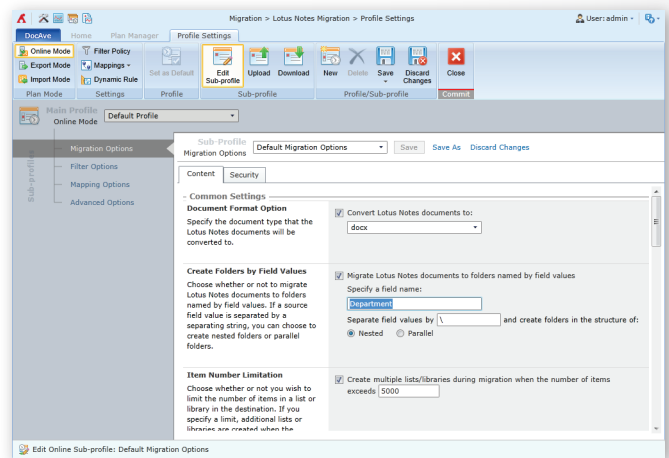 Migration > Lotus Notes Migration > Profile Settings
User: admin
DocAve
Home
Plan Manager
Profile Settings
Online Mode
Export Mode
Import Mode
Plan Mode
Filter Policy
Mappings
Dynamic Rule
Settings
Set as Default
Profile
Edit Sub-profile
Upload
Download
Sub-profile
New
Delete
Save
Discard Changes
Profile/Sub-profile
Close
Commit
Main Profile
Online Mode
Default Profile
Sub-profiles
Migration Options
Filter Options
Mapping Options
Advanced Options
Sub-Profile
Migration Options
Default Migration Options
Save
Save As
Discard Changes
Content
Security
- Common Settings
Document Format Option
Specify the document type that the
Lotus Notes documents will be
converted to.
Convert Lotus Notes documents to:
docx
Create Folders by Field Values
Choose whether or not to migrate
Lotus Notes documents to folders
named by field values. If a source
field value is separated by a
separating string, you can choose to
create nested folders or parallel
folders.
Migrate Lotus Notes documents to folders named by field values
Specify a field name:
Department
Separate field values by \ and create folders in the structure of:
Nested
Parallel
Item Number Limitation
Choose whether or not you wish to
limit the number of items in a list or
library in the destination. If you
specify a limit, additional lists or
libraries are created when the
Create multiple lists/libraries during migration when the number of items
exceeds 5000
Edit Online Sub-profile: Default Migration Options